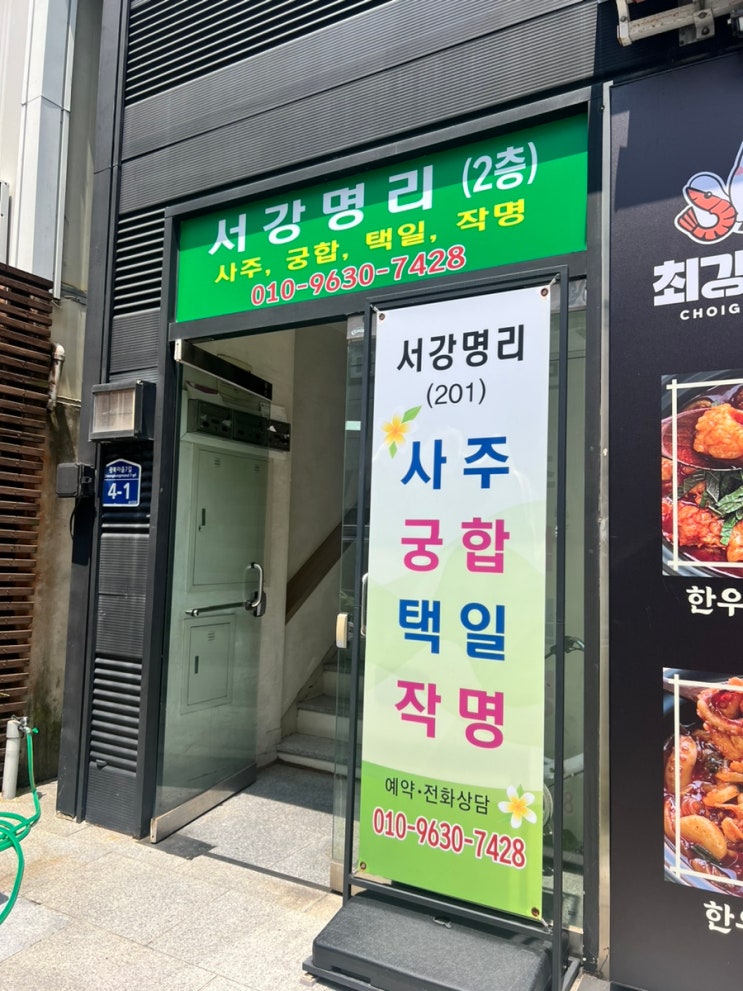 서강명리 (2층)
사주, 궁합, 택일, 작명
010-9630-7428
서강명리
(201)
사주
궁합
택일
작명
예약·전화상담
010-9630-7428
4-1
최강
CHOIG
한우
한우